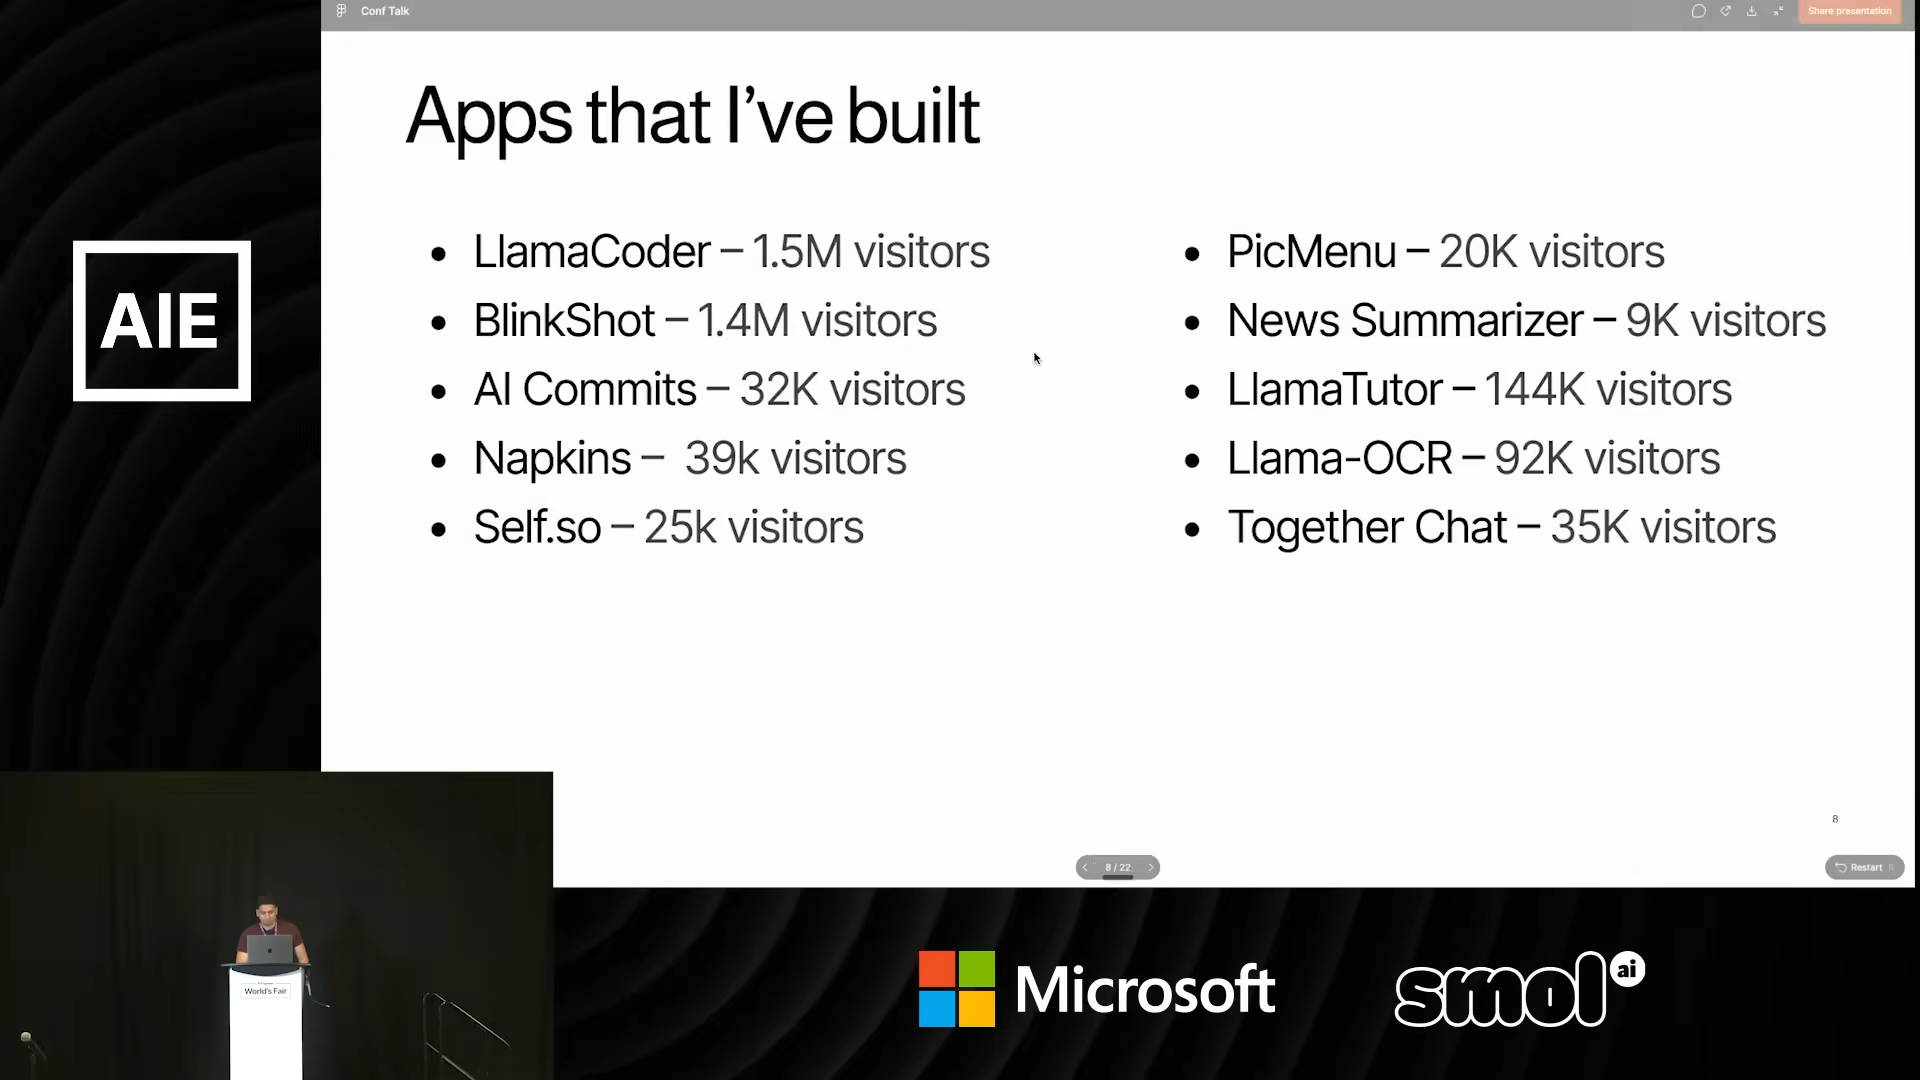 Conf Talk
Share presentation
Apps that I've built
AIE
• LlamaCoder – 1.5M visitors
• BlinkShot – 1.4M visitors
• AI Commits – 32K visitors
• Napkins –  39k visitors
• Self.so – 25k visitors
• PicMenu – 20K visitors
• News Summarizer – 9K visitors
• LlamaTutor – 144K visitors
• Llama-OCR – 92K visitors
• Together Chat – 35K visitors
8
8 / 22
Restart
World's Fair
Microsoft
smol ai